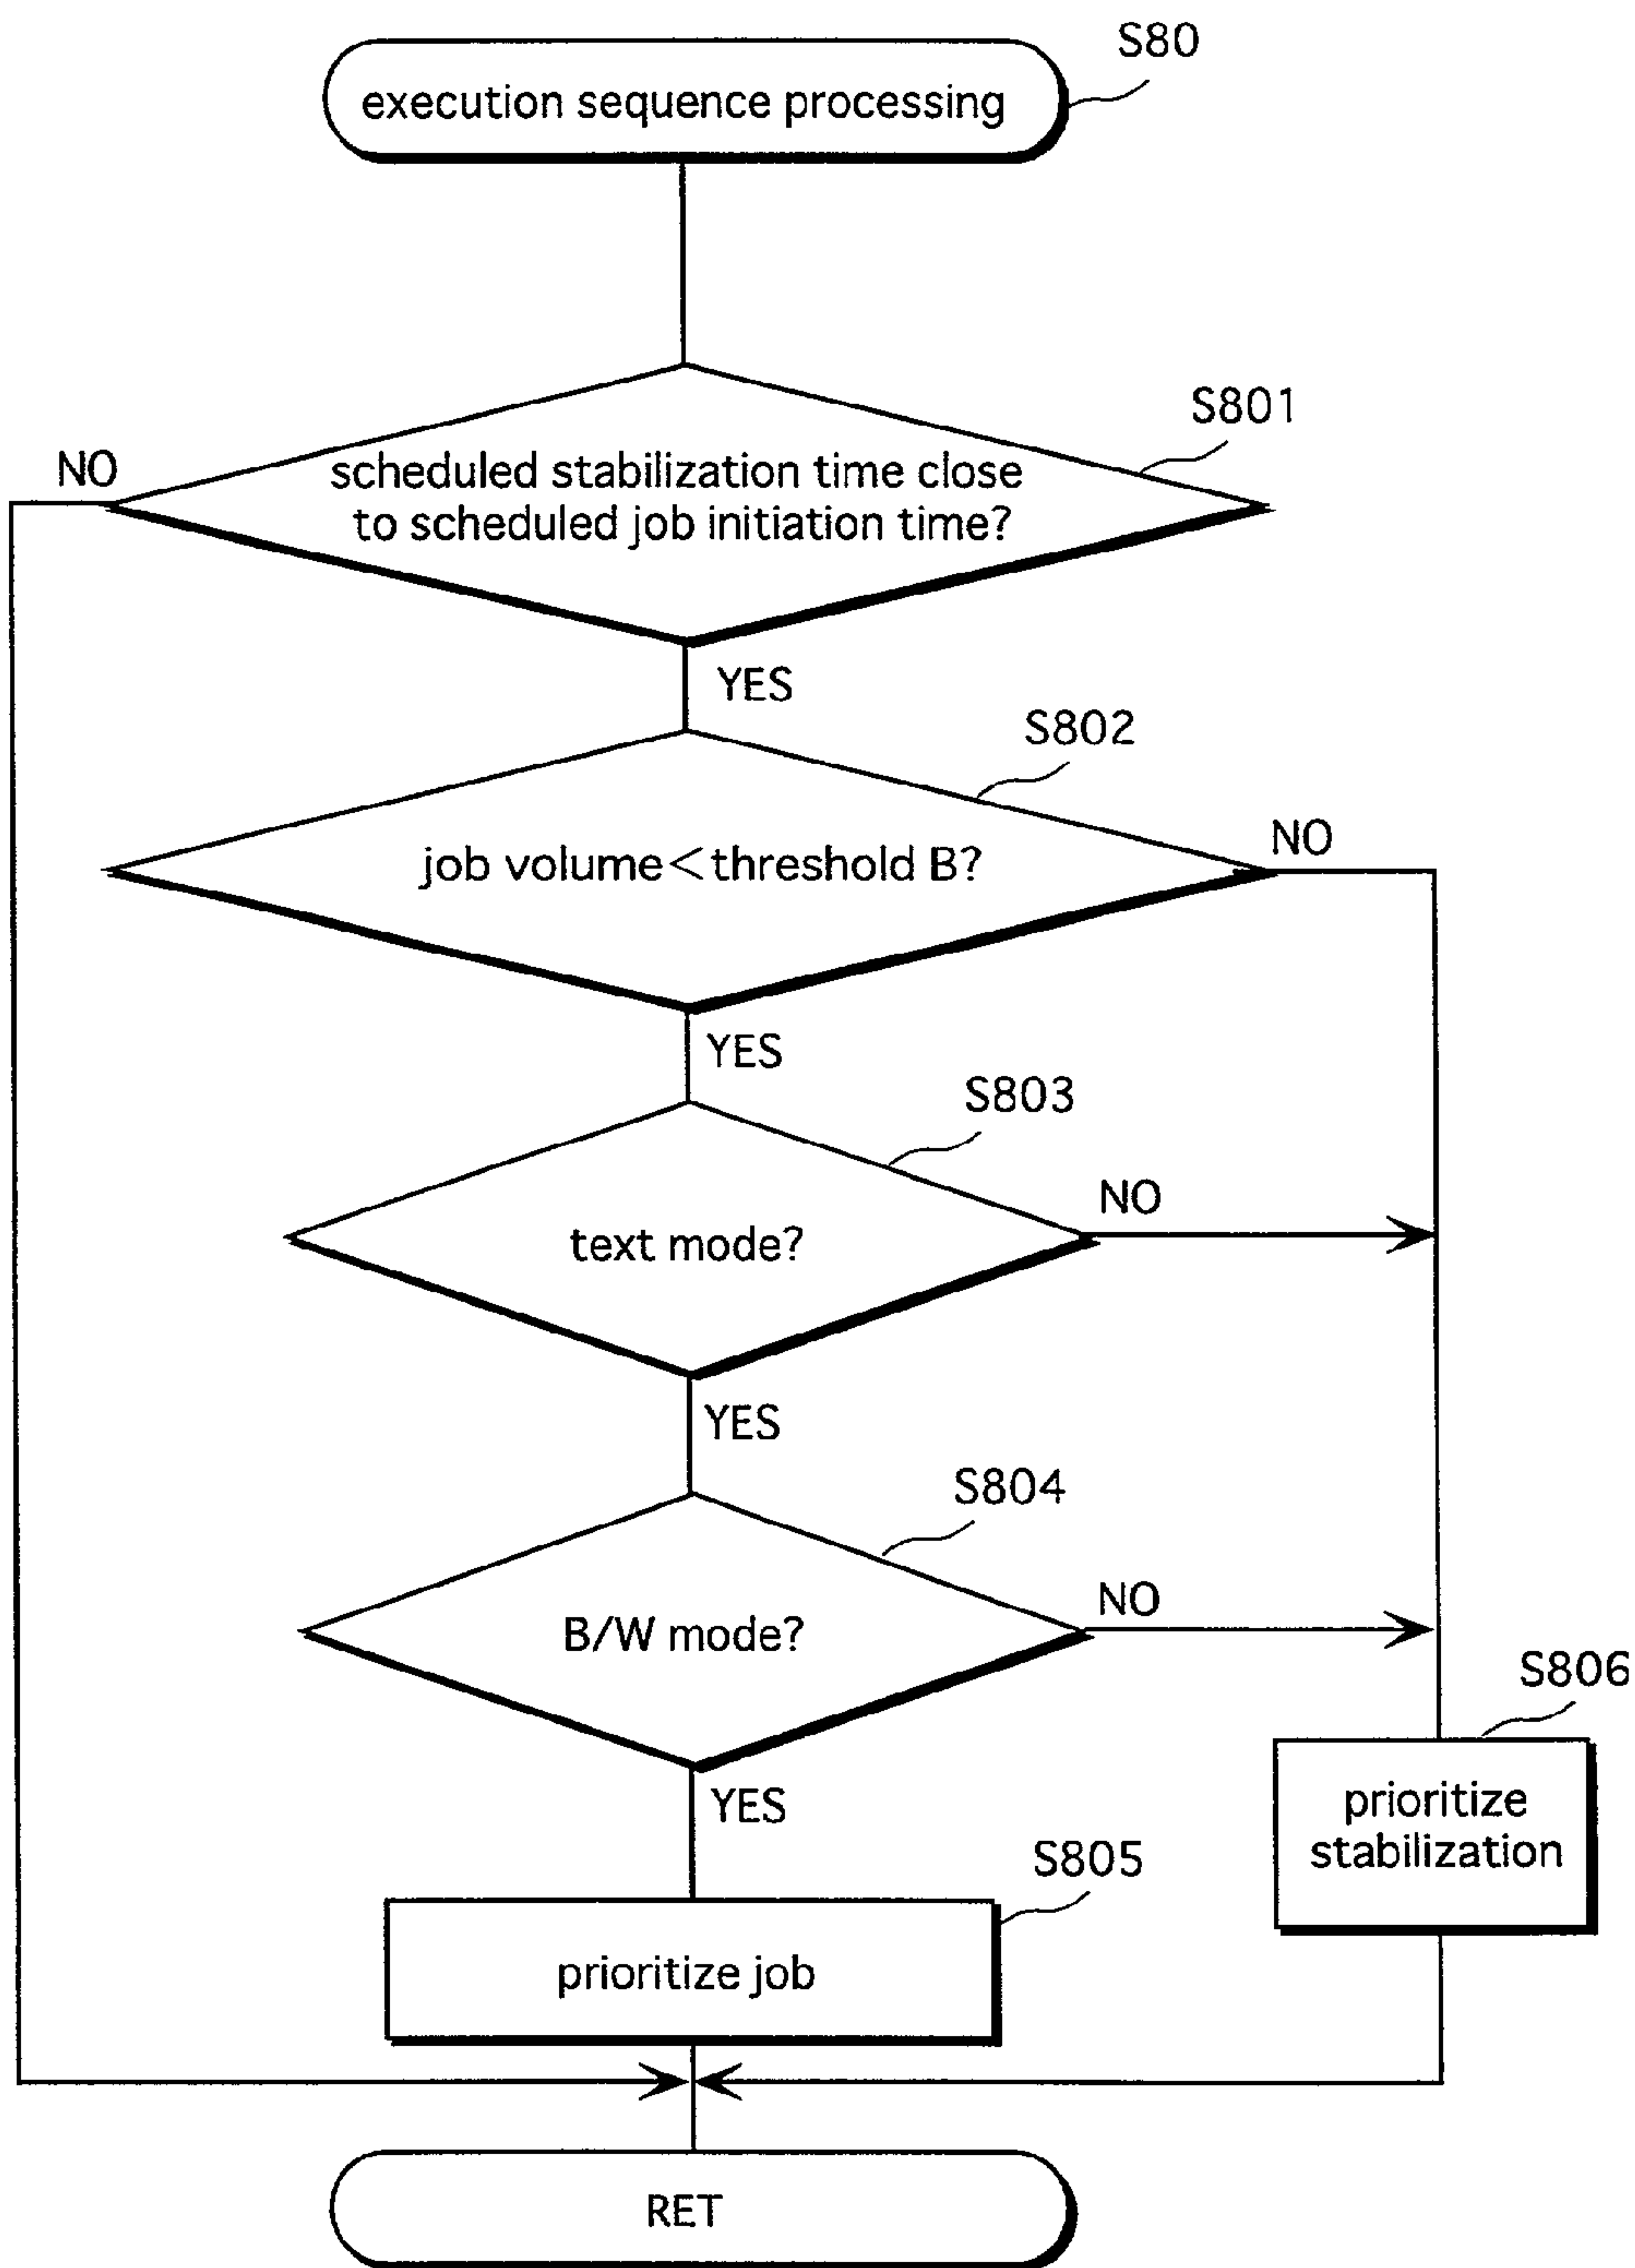 S80
execution sequence processing
S801
NO
scheduled stabilization time close
to scheduled job initiation time?
YES
S802
job volume<threshold B?
NO
YES
S803
text mode?
NO
YES
S804
B/W mode?
NO
S806
YES
prioritize
stabilization
S805
prioritize job
RET